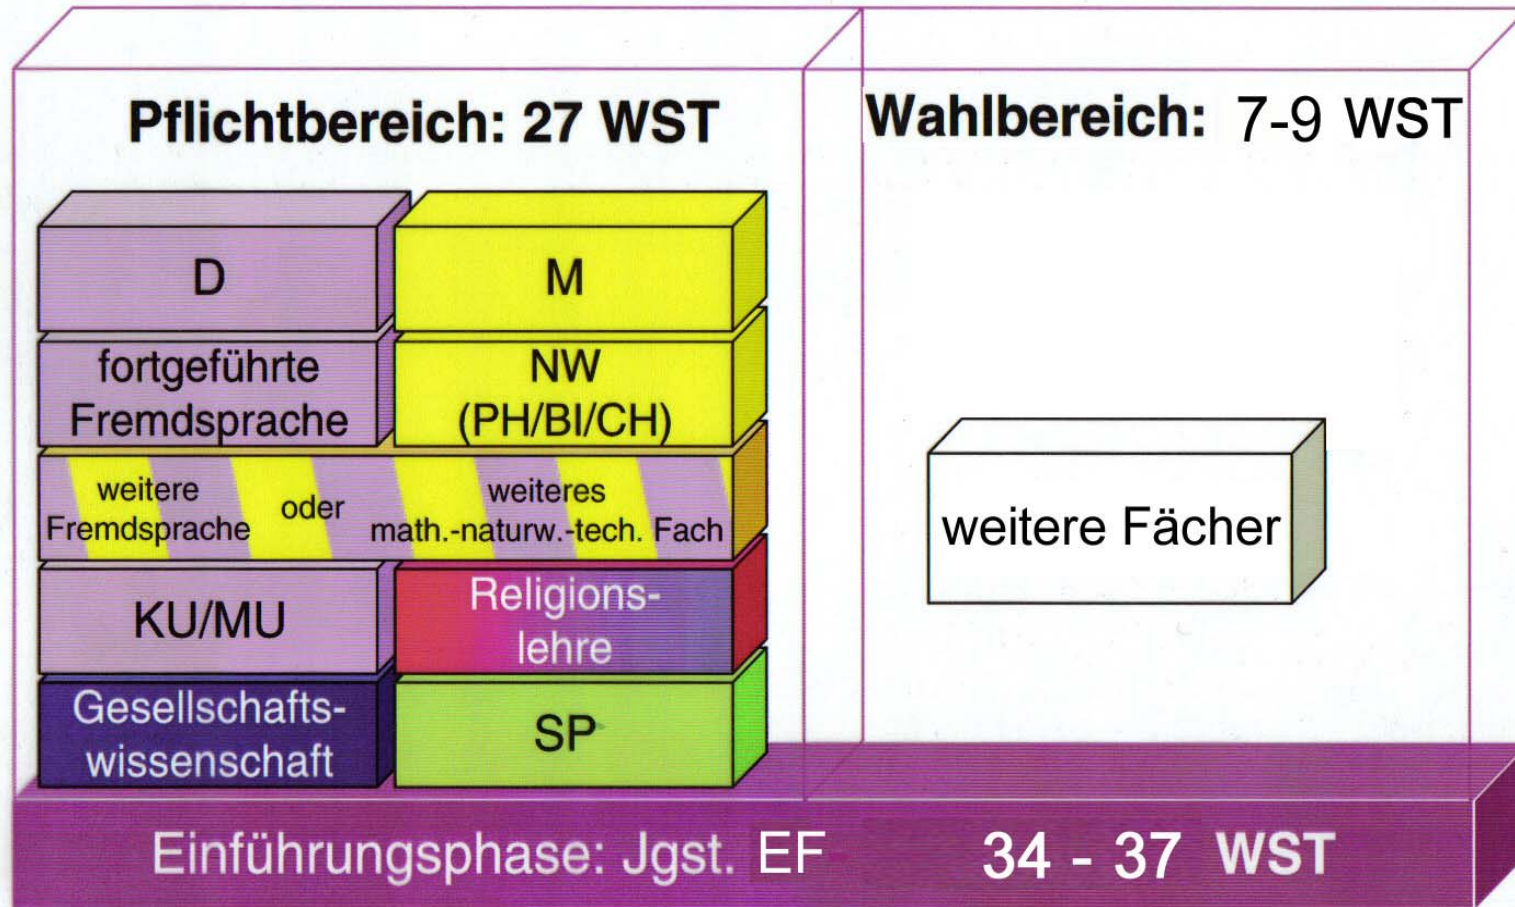 Pflichtbereich: 27 WST
Wahlbereich: 7-9 WST
D
M
fortgeführte
Fremdsprache
NW
(PH/BI/CH)
weitere
Fremdsprache
oder
weiteres
math.-naturw.-tech. Fach
KU/MU
Religions-
lehre
Gesellschafts-
wissenschaft
SP
weitere Fächer
Einführungsphase: Jgst. EF- 34 - 37 WST